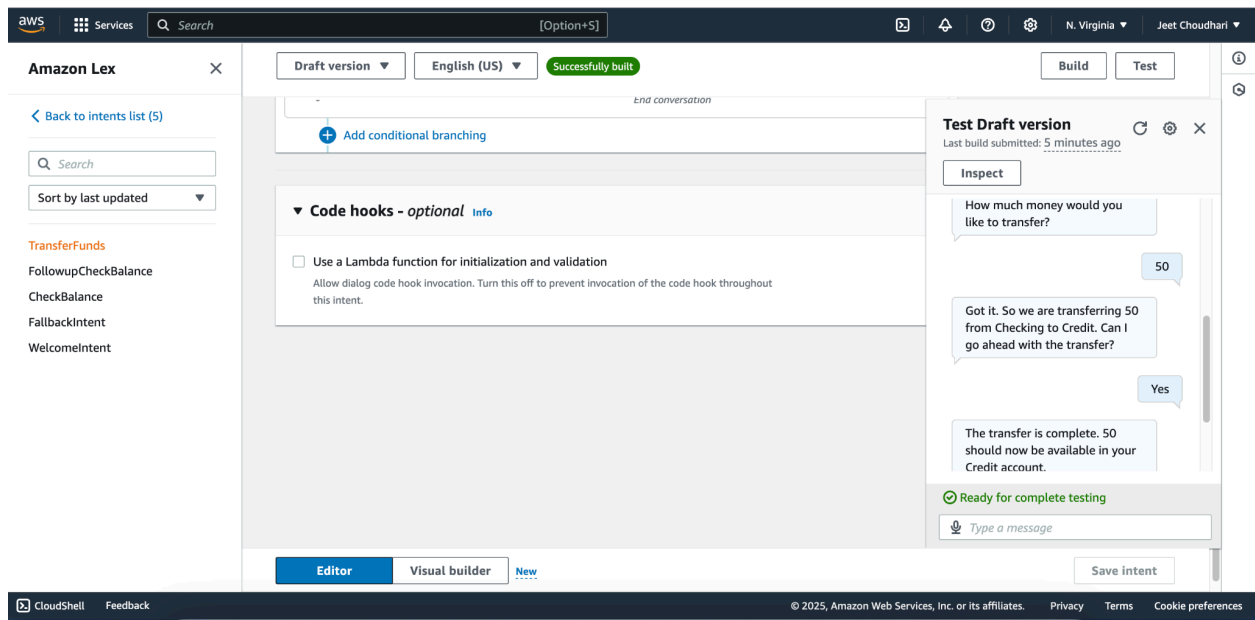 aws
Services
Search
[Option+S]
N. Virginia
Jeet Choudhari
Amazon Lex
Back to intents list (5)
Search
Sort by last updated
TransferFunds
FollowupCheckBalance
CheckBalance
FallbackIntent
WelcomeIntent
Draft version
English (US)
Successfully built
Build
Test
-
End conversation
Add conditional branching
Code hooks - optional Info
Use a Lambda function for initialization and validation
Allow dialog code hook invocation. Turn this off to prevent invocation of the code hook throughout
this intent.
Test Draft version
Last build submitted: 5 minutes ago
Inspect
How much money would you
like to transfer?
50
Got it. So we are transferring 50
from Checking to Credit. Can I
go ahead with the transfer?
Yes
The transfer is complete. 50
should now be available in your
Credit account.
Ready for complete testing
Type a message
Editor
Visual builder
New
Save intent
CloudShell
Feedback
© 2025, Amazon Web Services, Inc. or its affiliates.
Privacy
Terms
Cookie preferences